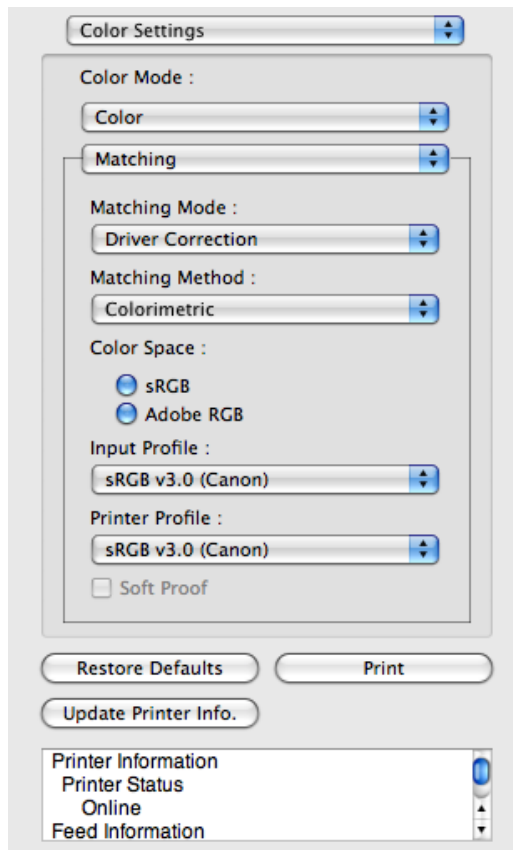 Color Settings
Color Mode :
Color
Matching
Matching Mode :
Driver Correction
Matching Method :
Colorimetric
Color Space :
sRGB
Adobe RGB
Input Profile :
sRGB v3.0 (Canon)
Printer Profile :
sRGB v3.0 (Canon)
Soft Proof
Restore Defaults
Print
Update Printer Info.
Printer Information
Printer Status
Online
Feed Information